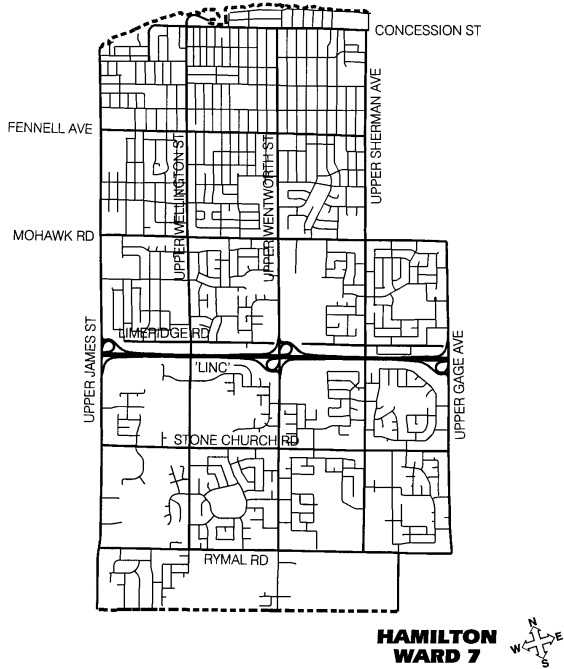 CONCESSION ST
FENNELL AVE
UPPER SHERMAN AVE
UPPER WELLINGTON ST
UPPER WENTWORTH ST
MOHAWK RD
LIMERIDGE RD
UPPER JAMES ST
'LINC'
UPPER GAGE AVE
STONE CHURCH RD
RYMAL RD
HAMILTON
WARD 7
N
W E
S